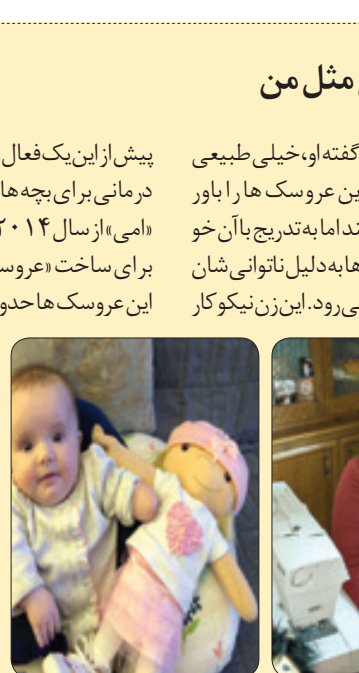 مثل من
گفته او، خیلی طبیعی
ین عروسک ها را باور
ند اما به تدریج با آن خو
ها به دلیل ناتوانی شان
ی‌رود. این زن نیکوکار
پیش از این یک فعال
درمانی برای بچه ها
«امی» از سال ۲۰۱۴
برای ساخت «عروس
این عروسک ها حدو